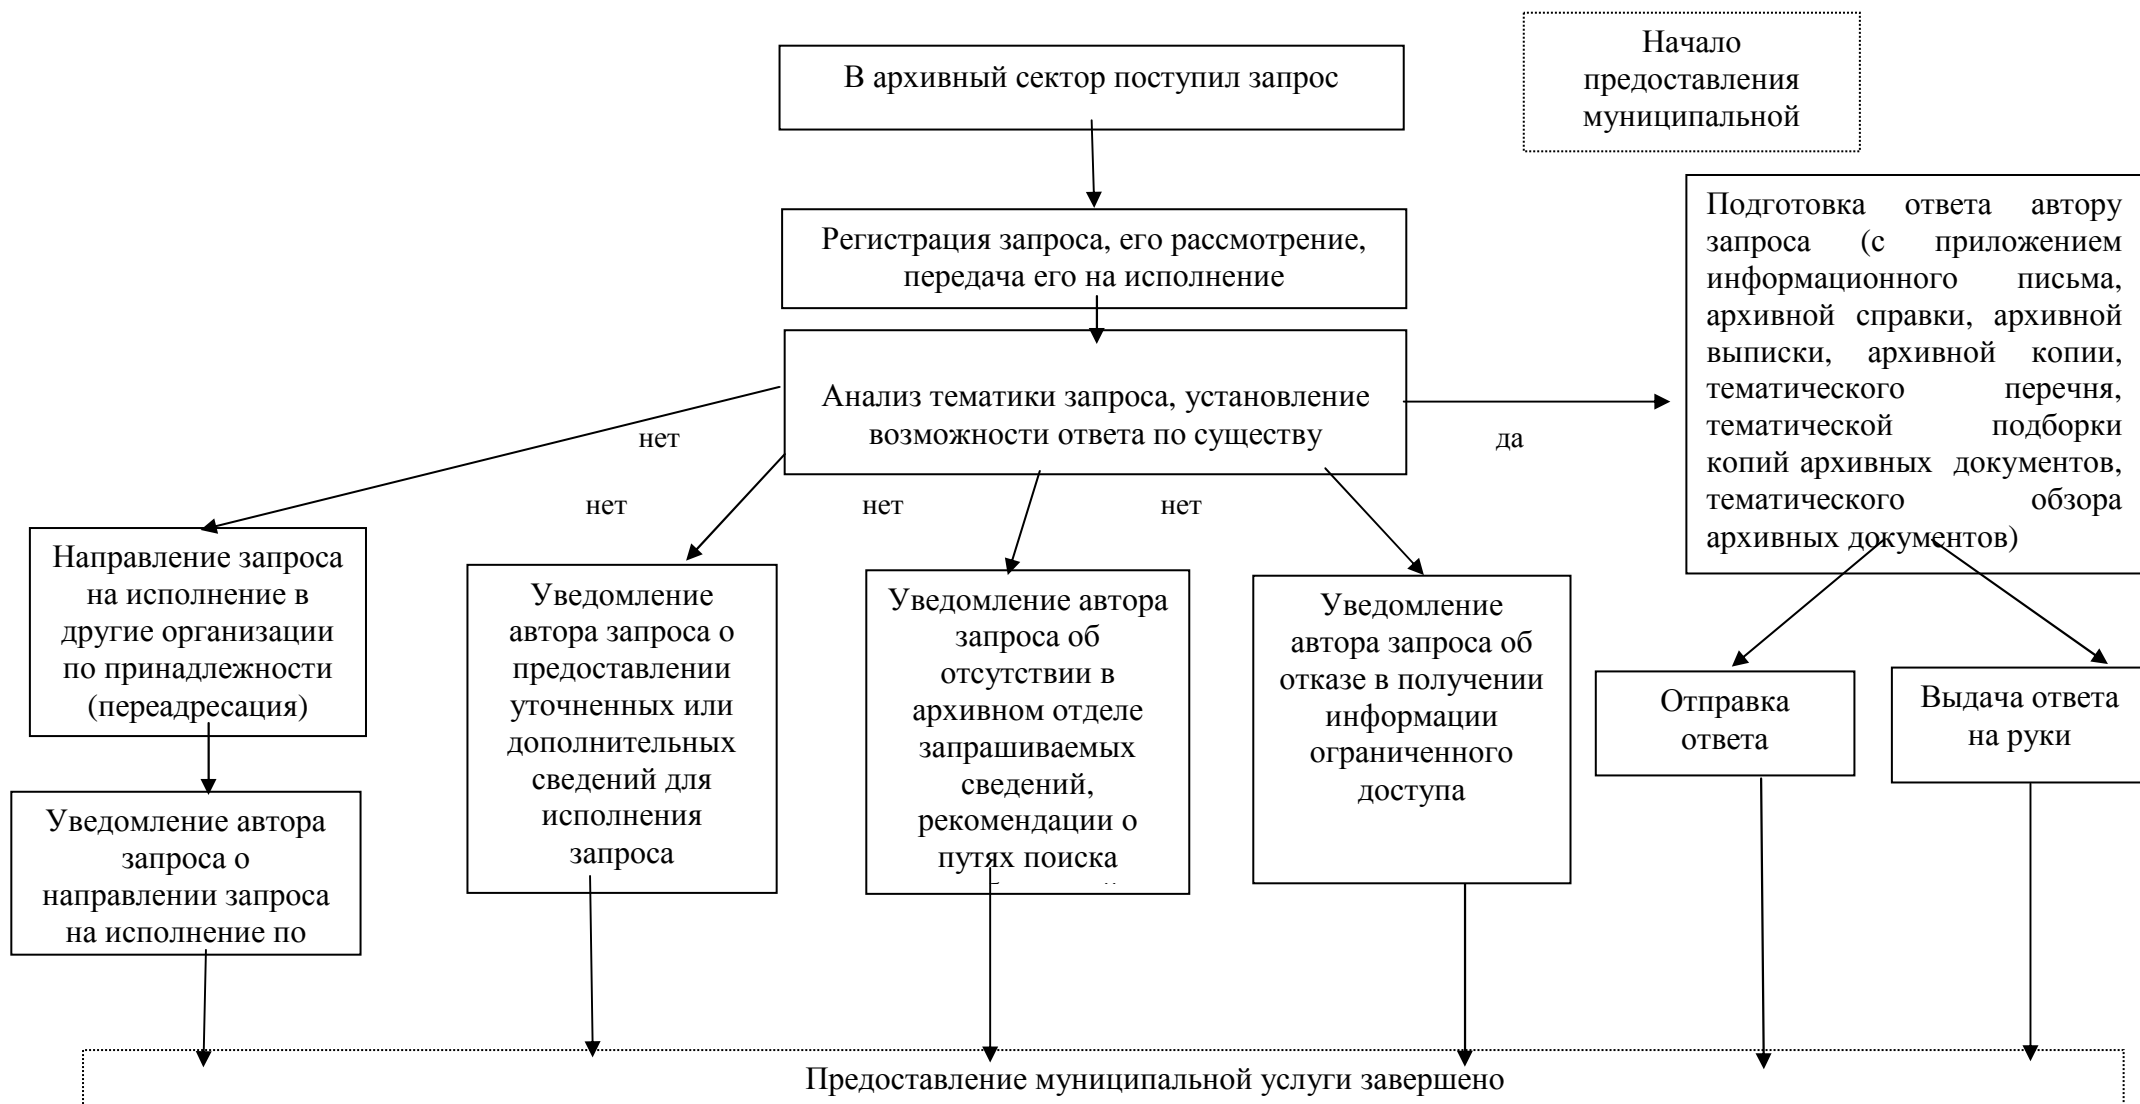 Начало
предоставления
муниципальной
В архивный сектор поступил запрос
Регистрация запроса, его рассмотрение,
передача его на исполнение
Анализ тематики запроса, установление
возможности ответа по существу
нет
да
нет
нет
нет
Подготовка ответа автору
запроса (с приложением
информационного письма,
архивной справки, архивной
выписки, архивной копии,
тематического перечня,
тематической подборки
копий архивных документов,
тематического обзора
архивных документов)
Направление запроса
на исполнение в
другие организации
по принадлежности
(переадресация)
Уведомление автора
запроса о
направлении запроса
на исполнение по
Уведомление
автора запроса о
предоставлении
уточненных или
дополнительных
сведений для
исполнения
запроса
Уведомление автора
запроса об
отсутствии в
архивном отделе
запрашиваемых
сведений,
рекомендации о
путях поиска
Уведомление
автора запроса об
отказе в получении
информации
ограниченного
доступа
Отправка
ответа
Выдача ответа
на руки
Предоставление муниципальной услуги завершено